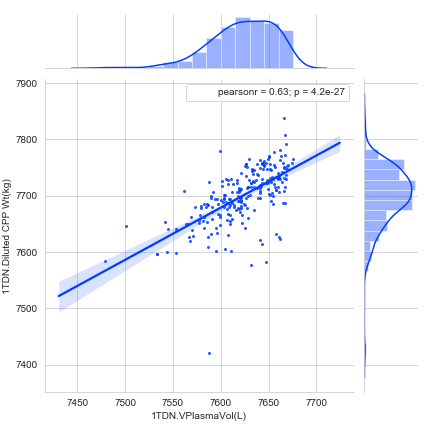 7900
pearsonr = 0.63; p = 4.2e-27
7800
7700
7600
7500
7400
1TDN.Diluted CPP Wt(kg)
7450 7500 7550 7600 7650 7700
1TDN.VPlasmaVol(L)